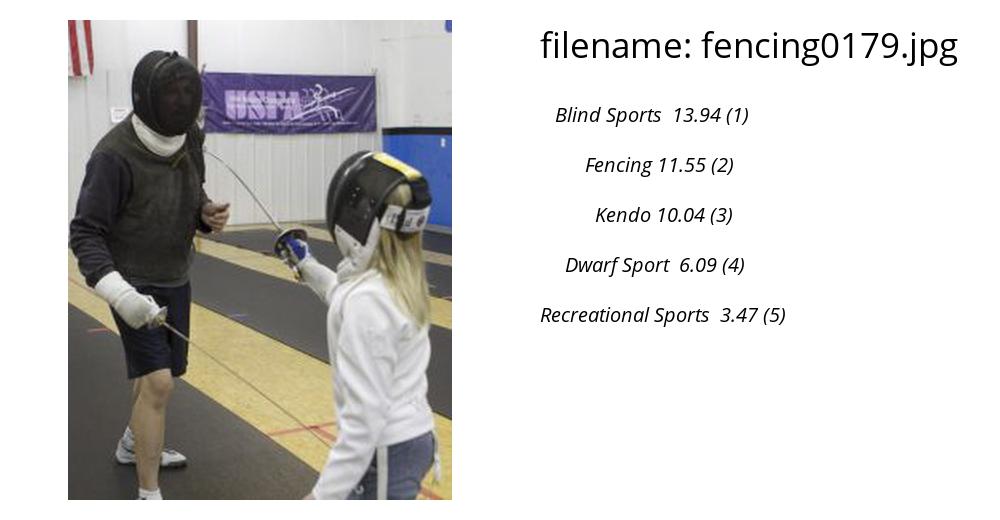 filename: fencing0179.jpg
Blind Sports 13.94 (1)
Fencing 11.55 (2)
Kendo 10.04 (3)
Dwarf Sport 6.09 (4)
Recreational Sports 3.47 (5)
USFA